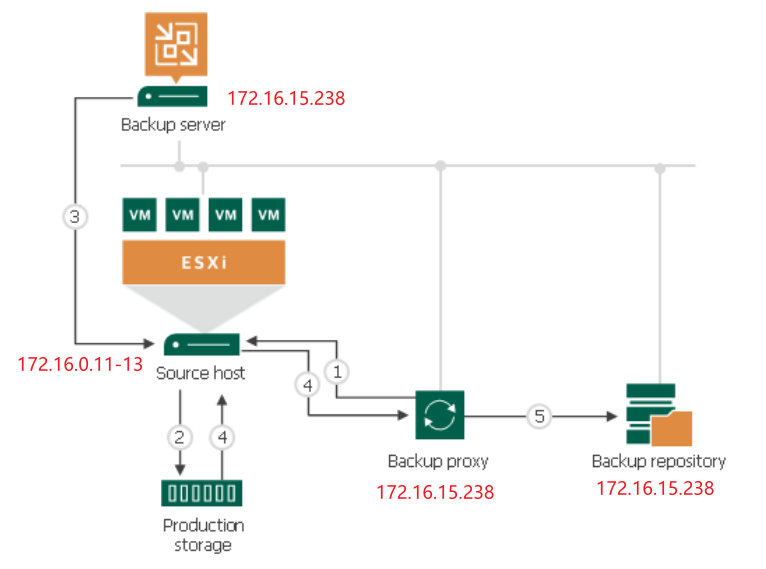 172.16.15.238
Backup server
3
VM VM VM VM
ESXi
172.16.0.11-13
Source host
1
4
2
4
5
Backup proxy
172.16.15.238
Backup repository
172.16.15.238
Production
storage